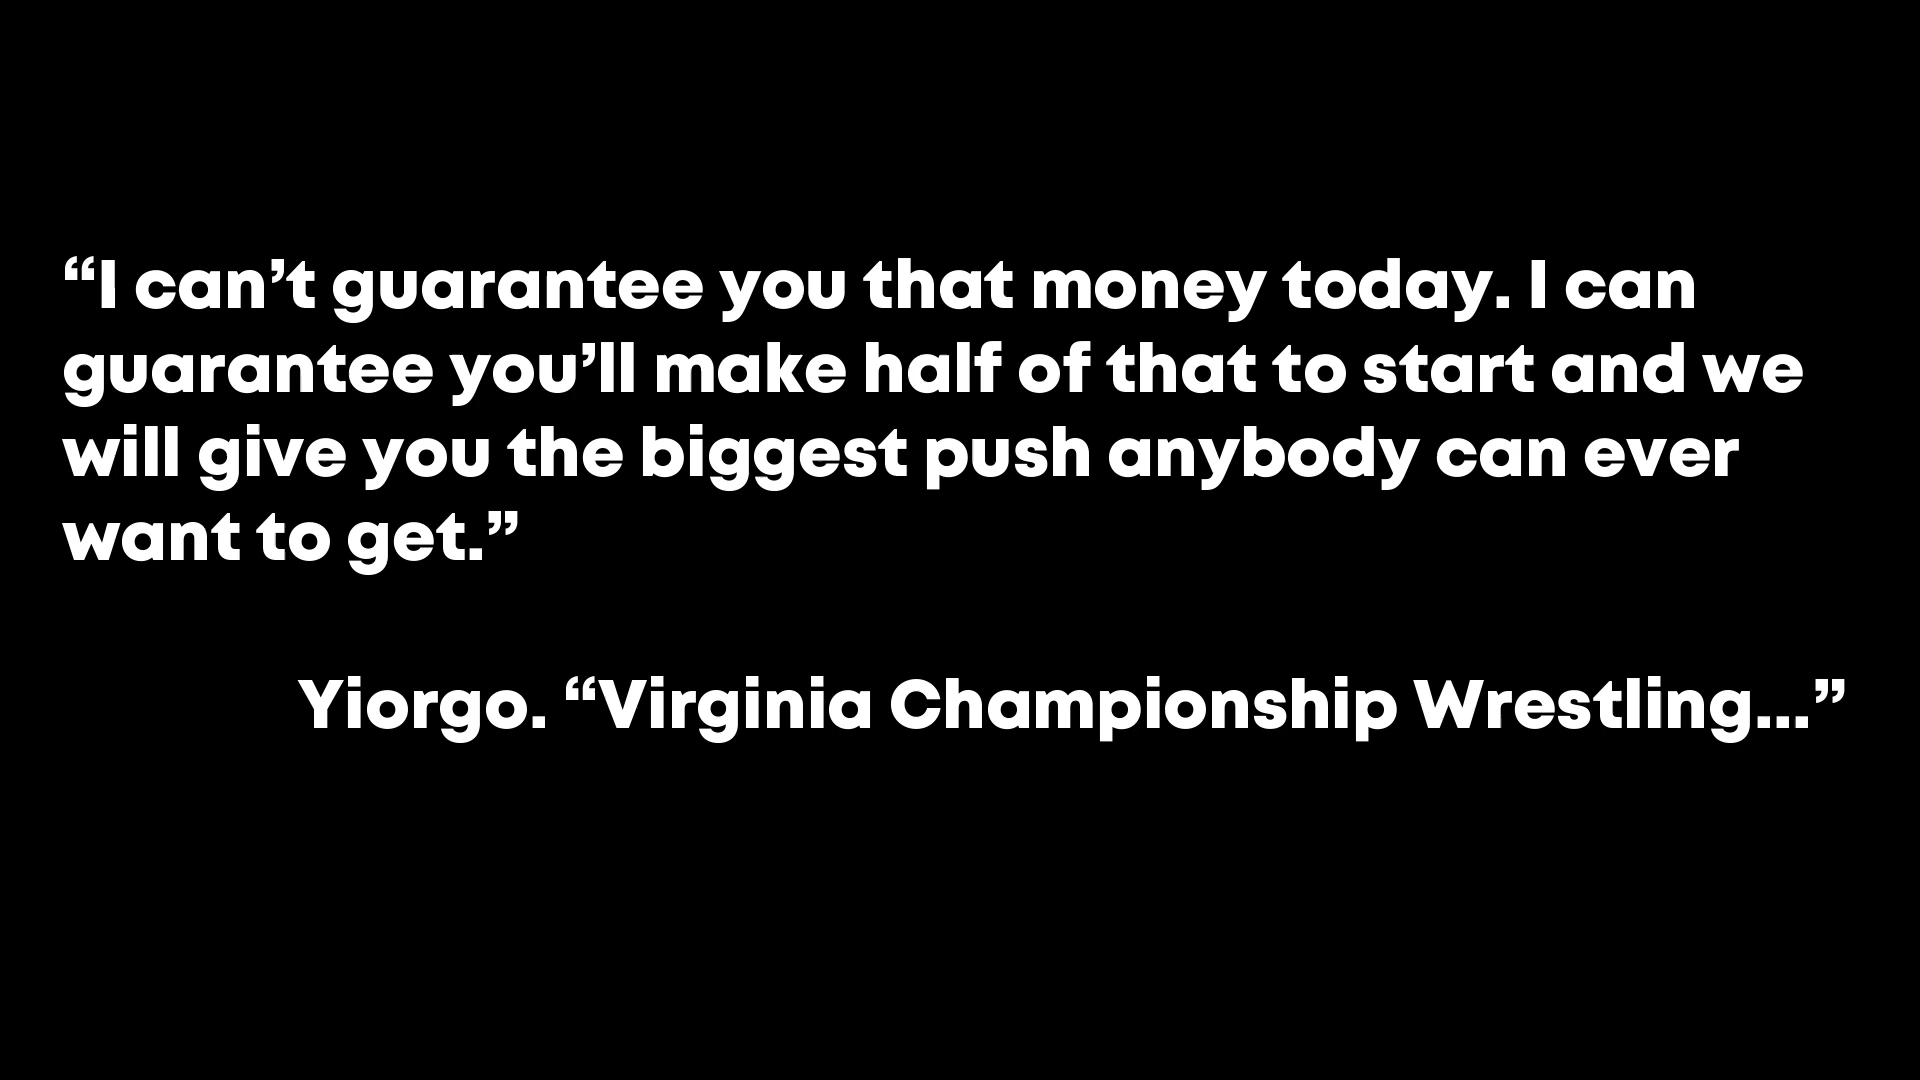 “I can’t guarantee you that money today. I can
guarantee you’ll make half of that to start and we
will give you the biggest push anybody can ever
want to get.”
Yiorgo. “Virginia Championship Wrestling...”